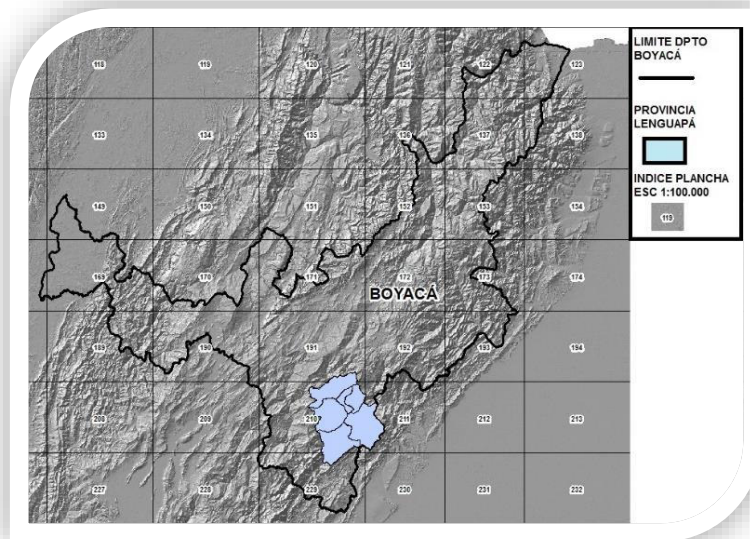 LIMITE DPTO
BOYACÁ
PROVINCIA
LENGUAPÁ
INDICE PLANCHA
ESC 1:100.000
119
118 119 120 121 122 123
133 134 135 136 137 138
149 150 151 152 153 154
169 170 171 172 173 174
BOYACÁ
189 190 191 192 193 194
208 209 210 211 212 213
227 228 229 230 231 232